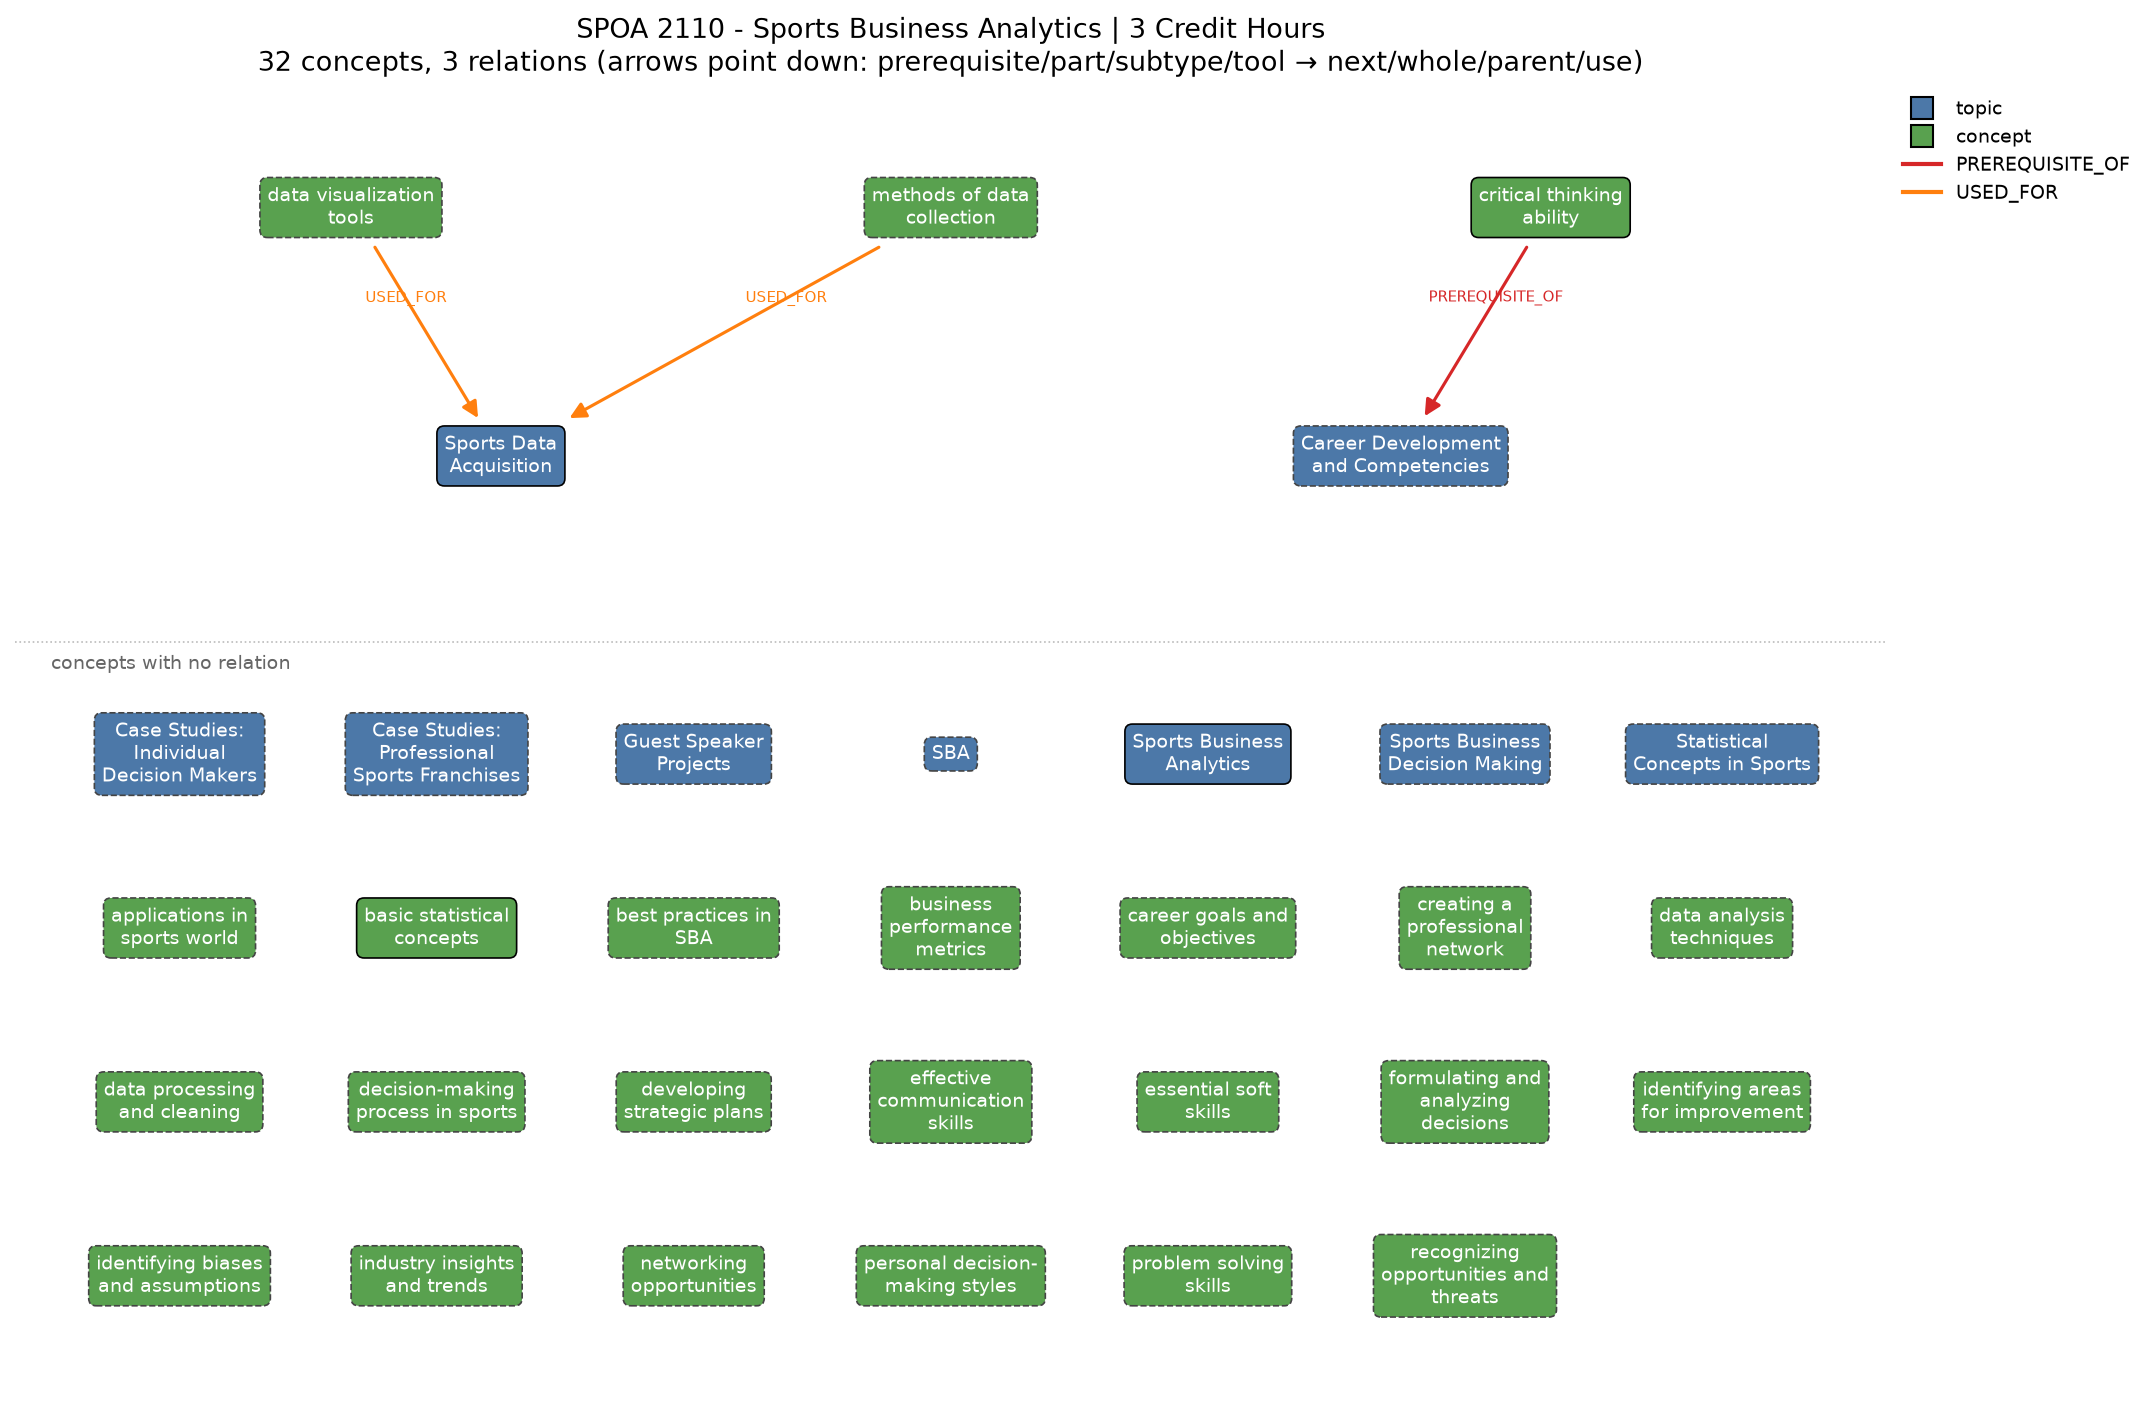 SPOA 2110 - Sports Business Analytics | 3 Credit Hours
32 concepts, 3 relations (arrows point down: prerequisite/part/subtype/tool → next/whole/parent/use)
topic
concept
PREREQUISITE_OF
USED_FOR
data visualization
tools
methods of data
collection
critical thinking
ability
USED_FOR
USED_FOR
PREREQUISITE_OF
Sports Data
Acquisition
Career Development
and Competencies
concepts with no relation
Case Studies:
Individual
Decision Makers
Case Studies:
Professional
Sports Franchises
Guest Speaker
Projects
SBA
Sports Business
Analytics
Sports Business
Decision Making
Statistical
Concepts in Sports
applications in
sports world
basic statistical
concepts
best practices in
SBA
business
performance
metrics
career goals and
objectives
creating a
professional
network
data analysis
techniques
data processing
and cleaning
decision-making
process in sports
developing
strategic plans
effective
communication
skills
essential soft
skills
formulating and
analyzing
decisions
identifying areas
for improvement
identifying biases
and assumptions
industry insights
and trends
networking
opportunities
personal decision-
making styles
problem solving
skills
recognizing
opportunities and
threats